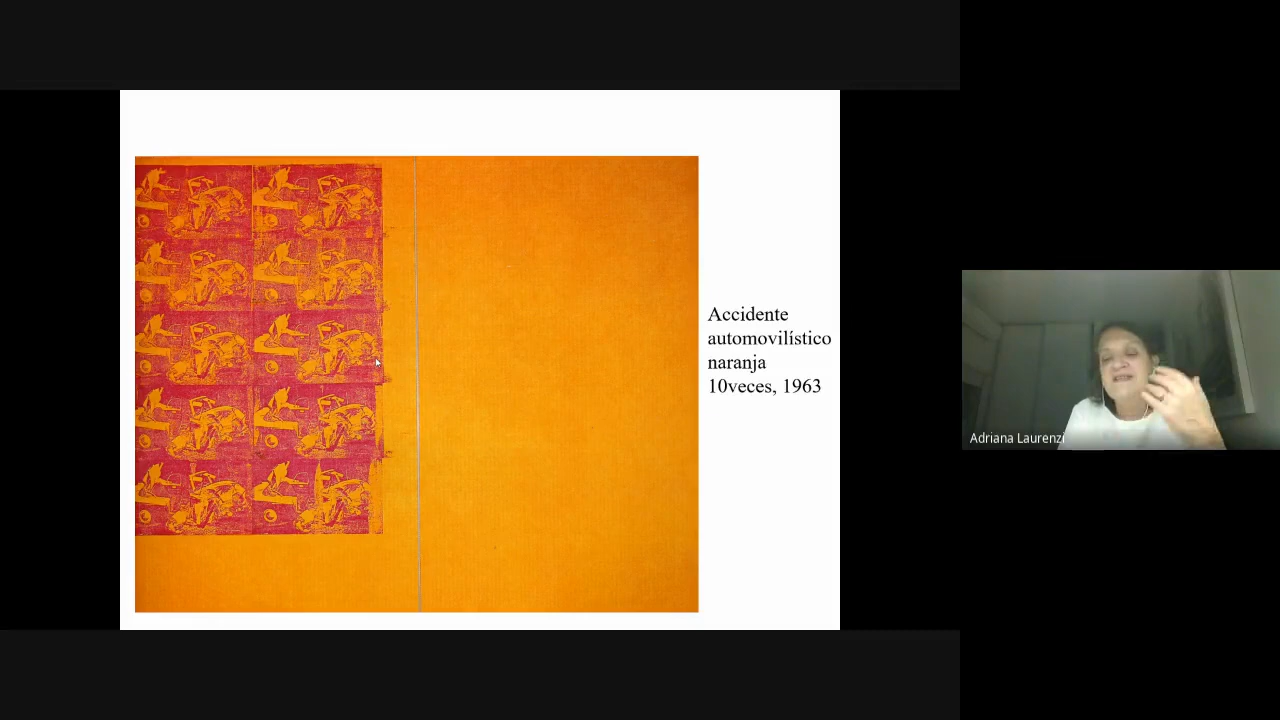 Accidente
automovilístico
naranja
10veces, 1963
Adriana Laurenzi